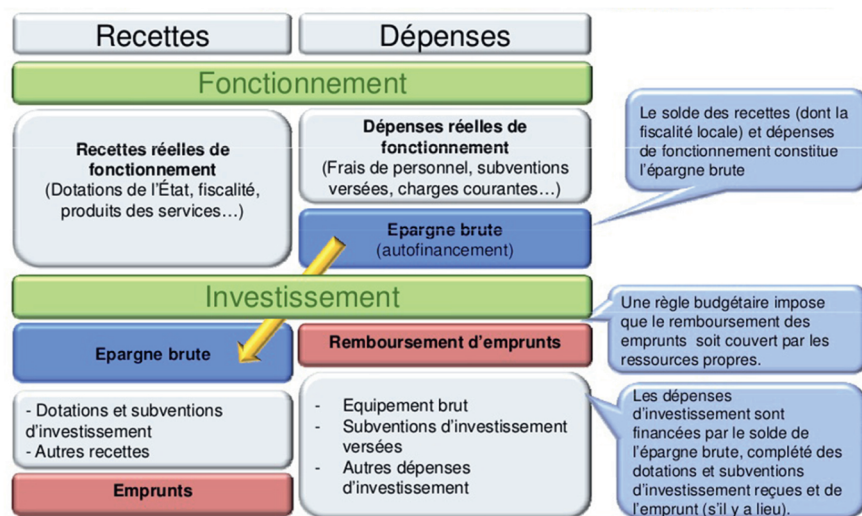 Recettes
Dépenses
Fonctionnement
Recettes réelles de
fonctionnement
(Dotations de l'État, fiscalité,
produits des services…)
Dépenses réelles de
fonctionnement
(Frais de personnel, subventions
versées, charges courantes…)
Epargne brute
(autofinancement)
Le solde des recettes (dont la
fiscalité locale) et dépenses
de fonctionnement constitue
l'épargne brute
Investissement
Epargne brute
Remboursement d'emprunts
Une règle budgétaire impose
que le remboursement des
emprunts soit couvert par les
ressources propres.
- Dotations et subventions
d'investissement
- Autres recettes
Emprunts
- Equipement brut
- Subventions d'investissement
versées
- Autres dépenses
d'investissement
Les dépenses
d'investissement sont
financées par le solde de
l'épargne brute, complété des
dotations et subventions
d'investissement reçues et de
l'emprunt (s'il y a lieu).